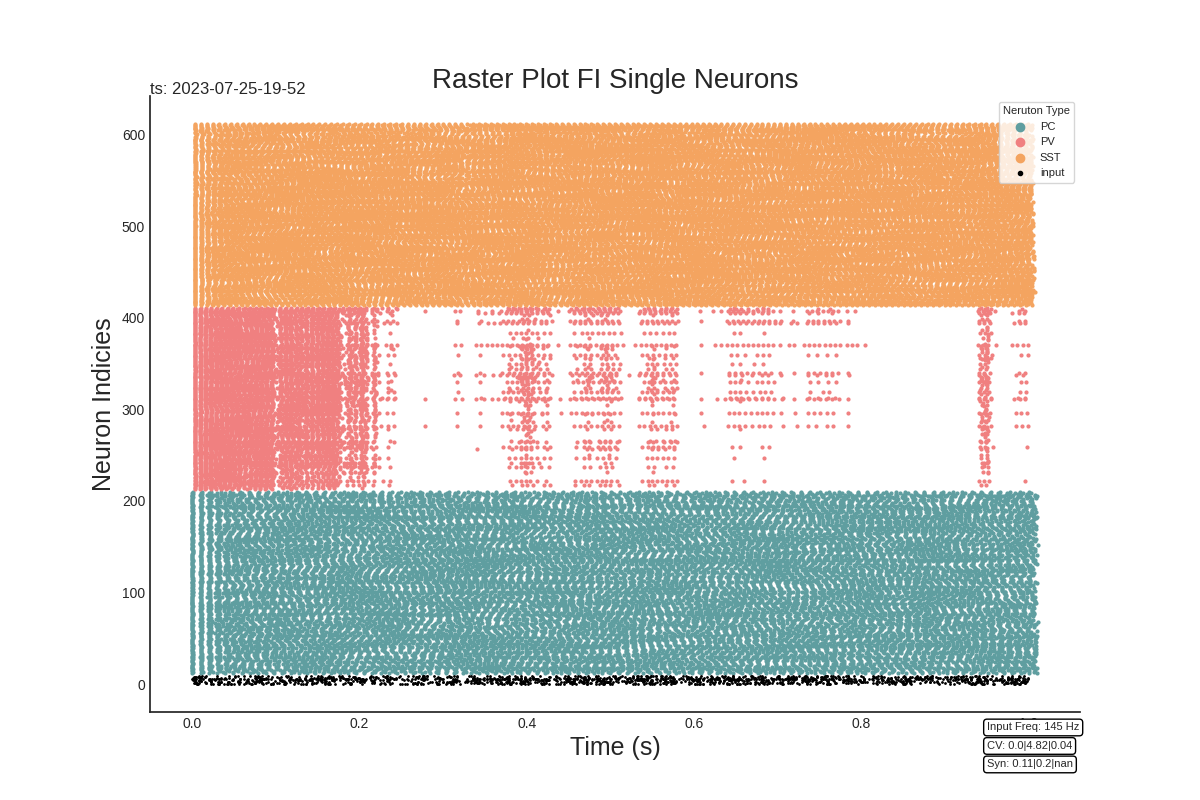 Raster Plot FI Single Neurons
ts: 2023-07-25-19-52
Neruton Type
PC
PV
SST
input
Neuron Indicies
600
500
400
300
200
100
0
0.0
0.2
0.4
0.6
0.8
Time (s)
Input Freq: 145 Hz
CV: 0.0|4.82|0.04
Syn: 0.11|0.2|nan